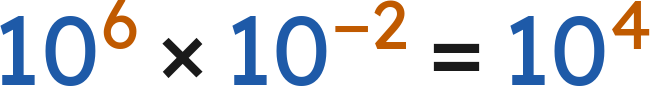 10⁶ × 10⁻² = 10⁴